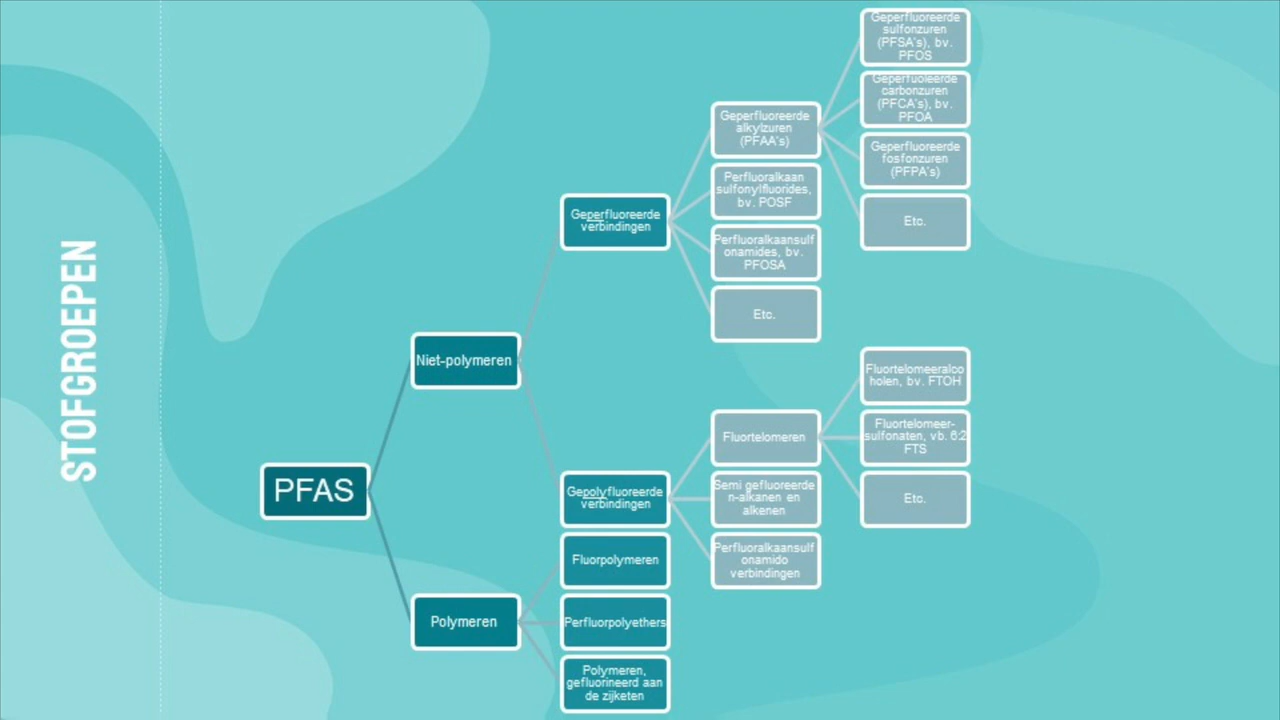 STOFGROEPEN
PFAS
Niet-polymeren
Geperfluoreerde
verbindingen
Geperfluoreerde
alkylzuren
(PFAA's)
Geperfluoreerde
sulfonzuren
(PFSA's), bv.
PFOS
Geperfuoleerde
carbonzuren
(PFCA's), bv.
PFOA
Geperfluoreerde
fosfonzuren
(PFPA's)
Etc.
Perfluoralkaan
sulfonylfluorides,
bv. POSF
Perfluoralkaansulf
onamides, bv.
PFOSA
Etc.
Gepolyfluoreerde
verbindingen
Fluortelomeren
Fluortelomeeralco
holen, bv. FTOH
Fluortelomeer-
sulfonaten, vb. 6:2
FTS
Etc.
Semi gefluoreerde
n-alkanen en
alkenen
Perfluoralkaansulf
onamido
verbindingen
Polymeren
Fluorpolymeren
Perfluorpolyethers
Polymeren,
gefluorineerd aan
de zijketen